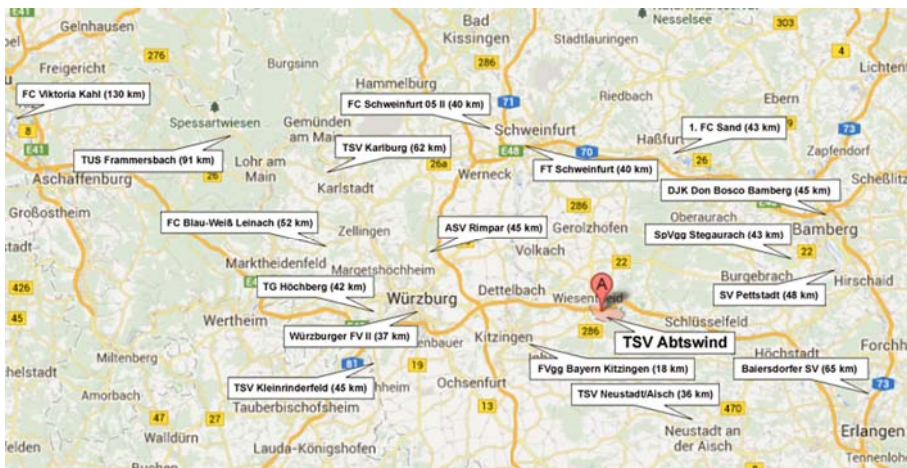 E41
Gelnhausen
Bad
Kissingen
Nesselsee
303
Stadtlauringen
4
276
Burgsinn
286
Freigericht
Hammelburg
Lichten
FC Viktoria Kahl (130 km)
Riedbach
Ebern
FC Schweinfurt 05 II (40 km)
71
Spessartwiesen
Gemünden
am Main
Schweinfurt
1. FC Sand (43 km)
73
8
E41
TSV Karlburg (62 km)
Haßfurt
Zapfendorf
TUS Frammersbach (91 km)
Lohr am
Main
26a
E48
70
26
26
FT Schweinfurt (40 km)
Aschaffenburg
Werneck
Scheßlitz
Karlstadt
DJK Don Bosco Bamberg (45 km)
Großostheim
286
Oberaurach
FC Blau-Weiß Leinach (52 km)
Zellingen
ASV Rimpar (45 km)
Gerolzhofen
Bamberg
SpVgg Stegaurach (43 km)
Volkach
22
22
Marktheidenfeld
Margetshöchheim
Burgebrach
Hirschaid
426
TG Höchberg (42 km)
A
Dettelbach
Würzburg
SV Pettstadt (48 km)
45
Wertheim
286
Schlüsselfeld
Würzburger FV II (37 km)
Kitzingen
TSV Abtswind
Miltenberg
81
19
Höchstadt
FVgg Bayern Kitzingen (18 km)
Baiersdorfer SV (65 km)
TSV Kleinrinderfeld (45 km)
Ochsenfurt
73
Amorbach
TSV Neustadt/Aisch (36 km)
Tauberbischofsheim
13
470
47
27
Neustadt an
der Aisch
Walldürn
Erlangen
Lauda-Königshofen